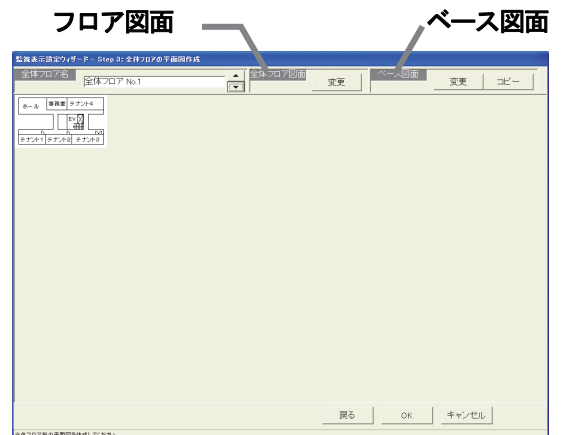 フロア図面 ベース図面
監視表示設定ウィザード - Step 3: 全体フロアの平面図作成
全体フロア名 全体フロア No.1 全体フロア図面 変更 ベース図面 変更 コピー
ホール 事務室 テナント4
EV
テナント1 テナント2 テナント3
戻る OK キャンセル